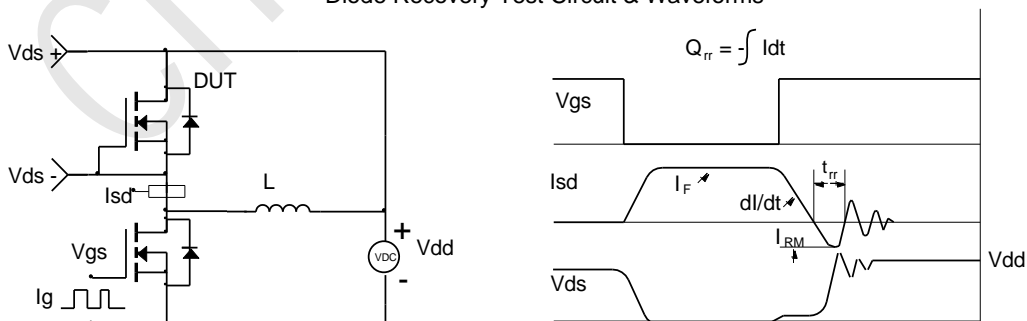 Diode Recovery Test Circuit & Waveforms
Vds +
DUT
Vds -
Isd
L
Vgs
Ig
+
VDC
-
Vdd
Qrr = -∫ Idt
Vgs
Isd
IF
dI/dt
trr
IRM
Vds
Vdd